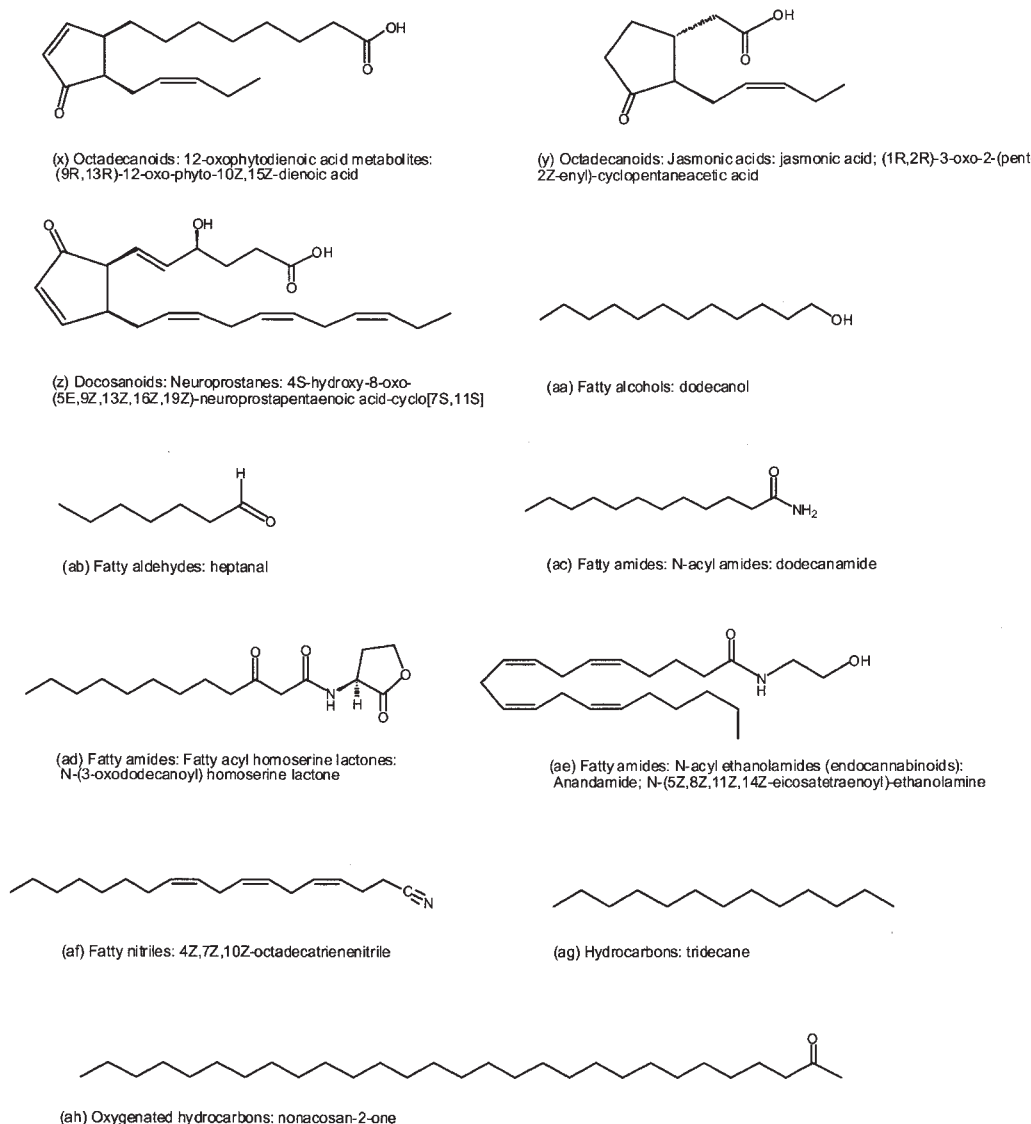 OH
O
O
(x) Octadecanoids: 12-oxophytodienoic acid metabolites:
(9R,13R)-12-oxo-phyto-10Z,15Z-dienoic acid
OH
O
O
(y) Octadecanoids: Jasmonic acids: jasmonic acid; (1R,2R)-3-oxo-2-(pent
2Z-enyl)-cyclopentaneacetic acid
O
OH
OH
O
(z) Docosanoids: Neuroprostanes: 4S-hydroxy-8-oxo-
(5E,9Z,13Z,16Z,19Z)-neuroprostapentaenoic acid-cyclo[7S,11S]
OH
(aa) Fatty alcohols: dodecanol
H
O
(ab) Fatty aldehydes: heptanal
O
NH2
(ac) Fatty amides: N-acyl amides: dodecanamide
O
O
O
N
H
H
O
(ad) Fatty amides: Fatty acyl homoserine lactones:
N-(3-oxododecanoyl) homoserine lactone
O
OH
N
H
(ae) Fatty amides: N-acyl ethanolamides (endocannabinoids):
Anandamide; N-(5Z,8Z,11Z,14Z-eicosatetraenoyl)-ethanolamine
C
N
(af) Fatty nitriles: 4Z,7Z,10Z-octadecatrienenitrile
(ag) Hydrocarbons: tridecane
O
(ah) Oxygenated hydrocarbons: nonacosan-2-one